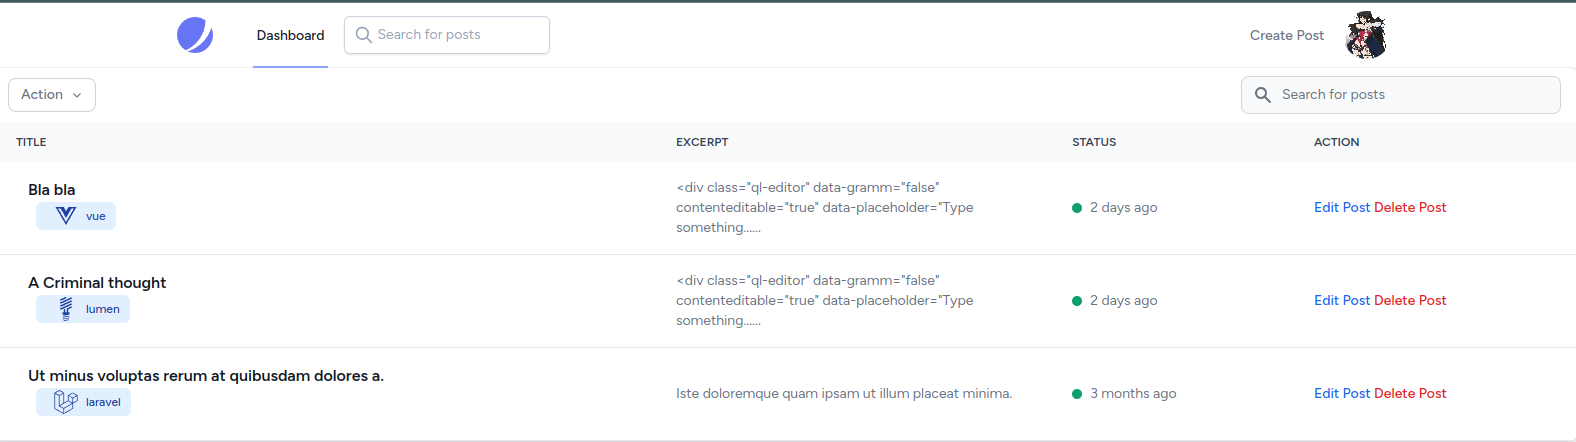 Dashboard
Search for posts
Create Post
Action
Search for posts
TITLE EXCERPT STATUS ACTION
Bla bla
vue
<div class="ql-editor" data-gramm="false"
contenteditable="true" data-placeholder="Type
something......
2 days ago
Edit Post Delete Post
A Criminal thought
lumen
<div class="ql-editor" data-gramm="false"
contenteditable="true" data-placeholder="Type
something......
2 days ago
Edit Post Delete Post
Ut minus voluptas rerum at quibusdam dolores a.
laravel
Iste doloremque quam ipsam ut illum placeat minima.
3 months ago
Edit Post Delete Post